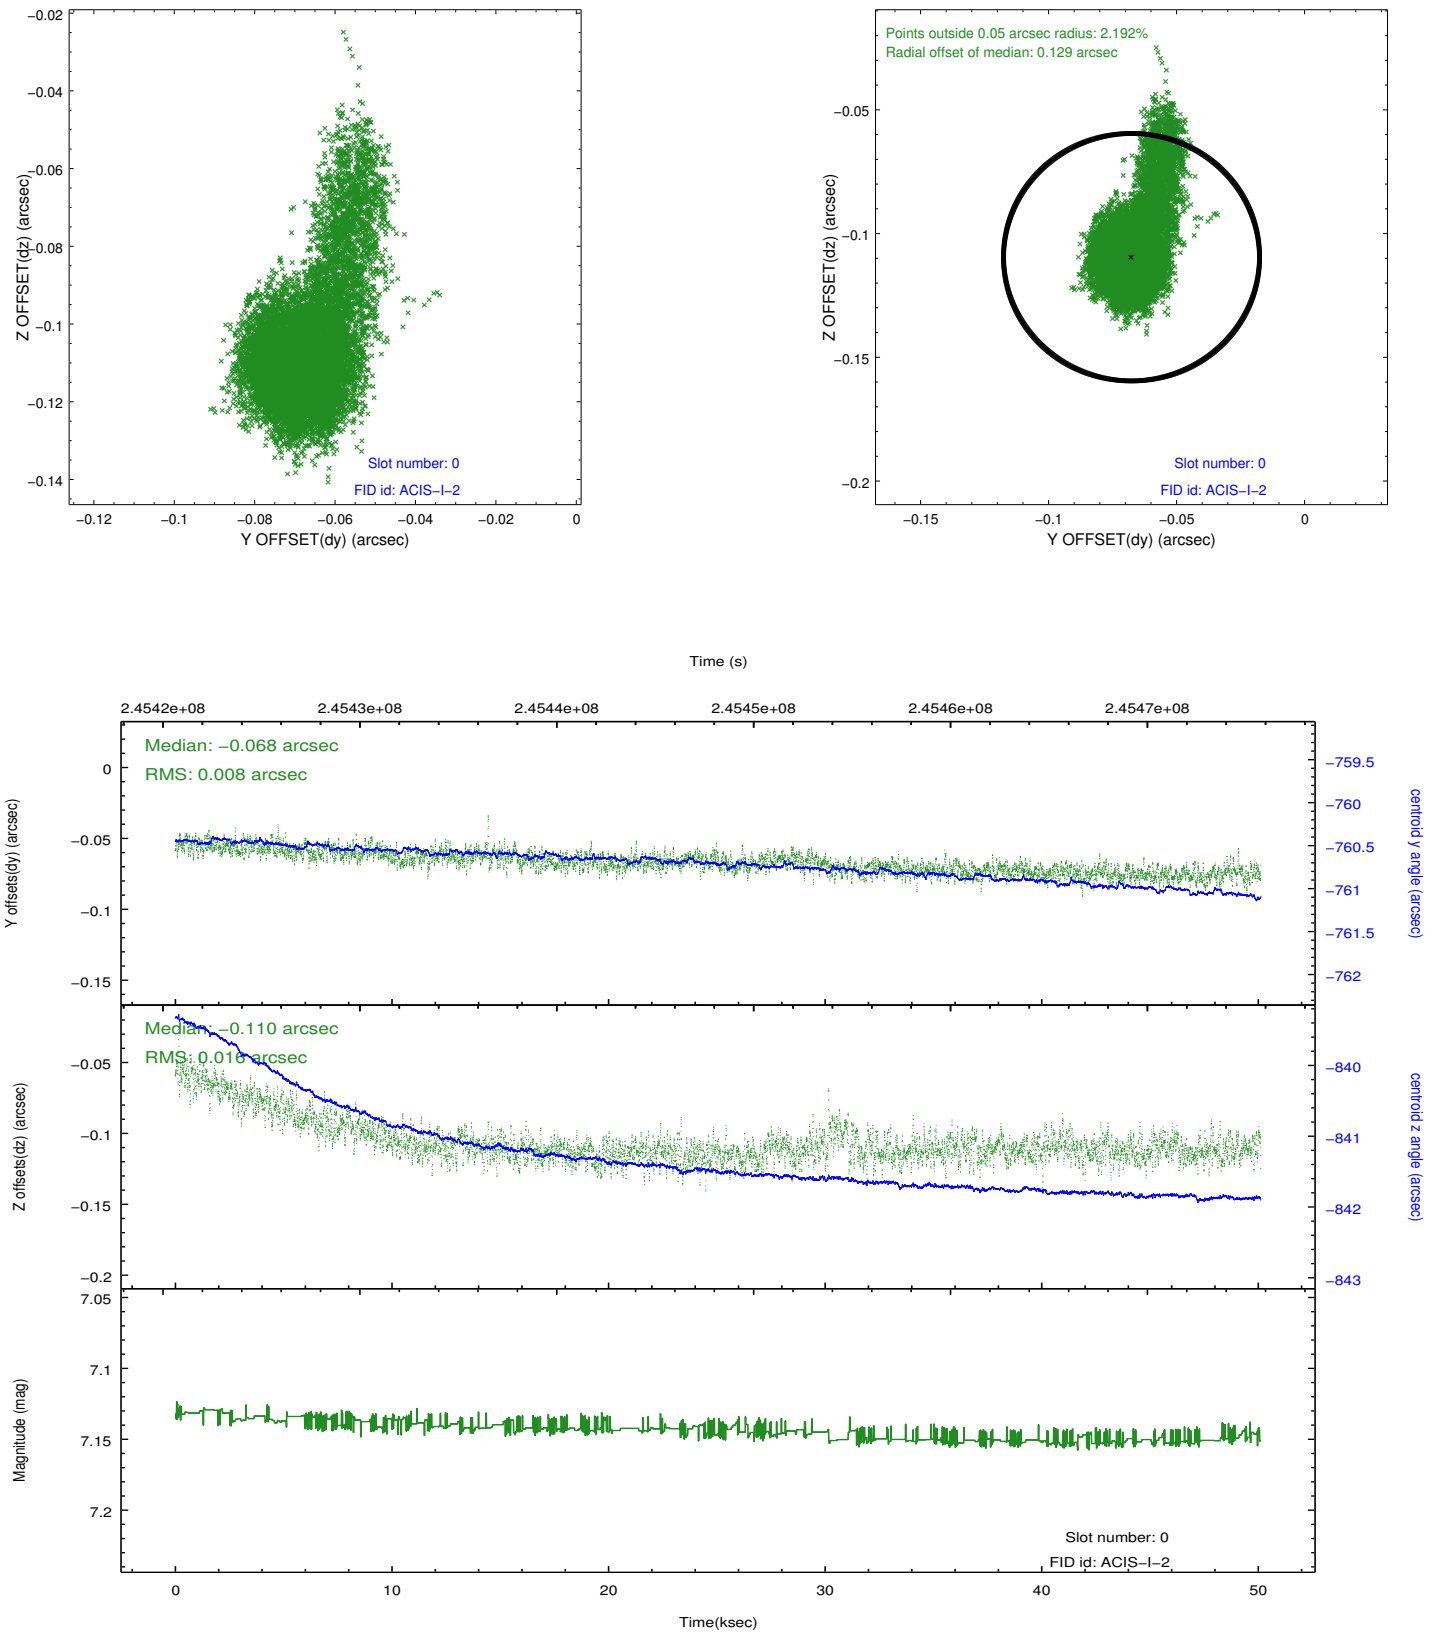 −0.02
−0.04
−0.06
−0.08
−0.1
−0.12
−0.14
Z OFFSET(dz) (arcsec)
Slot number: 0
FID id: ACIS−I−2
−0.12
−0.1
−0.08
−0.06
−0.04
−0.02
0
Y OFFSET(dy) (arcsec)
Points outside 0.05 arcsec radius: 2.192%
Radial offset of median: 0.129 arcsec
−0.05
−0.1
−0.15
−0.2
Z OFFSET(dz) (arcsec)
Slot number: 0
FID id: ACIS−I−2
−0.15
−0.1
−0.05
0
Y OFFSET(dy) (arcsec)
Time (s)
2.4542e+08
2.4543e+08
2.4544e+08
2.4545e+08
2.4546e+08
2.4547e+08
Median: −0.068 arcsec
RMS: 0.008 arcsec
0
−0.05
−0.1
−0.15
Y offsets(dy) (arcsec)
−759.5
−760
−760.5
−761
−761.5
−762
centroid y angle (arcsec)
Median: −0.110 arcsec
RMS: 0.016 arcsec
−0.05
−0.1
−0.15
−0.2
Z offsets(dz) (arcsec)
−840
−841
−842
−843
centroid z angle (arcsec)
7.05
7.1
7.15
7.2
Magnitude (mag)
Slot number: 0
FID id: ACIS−I−2
0
10
20
30
40
50
Time(ksec)